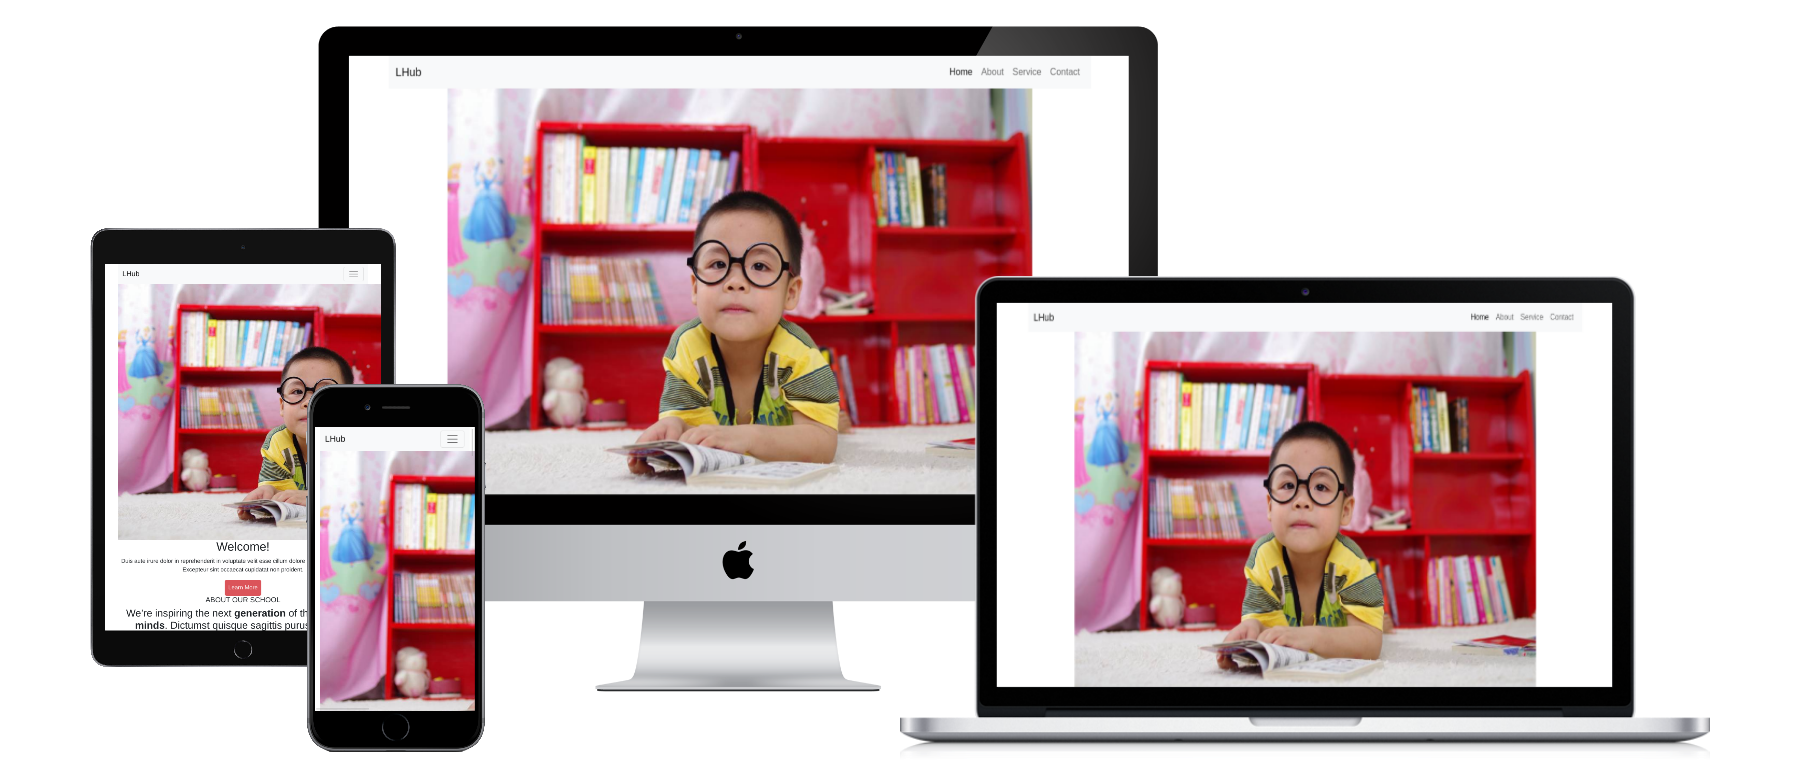 LHub
Home About Service Contact
LHub
Welcome!
Duis aute irure dolor in reprehenderit in voluptate velit esse cillum dolore
Excepteur sint occaecat cupidatat non proident.
Learn More
ABOUT OUR SCHOOL
We're inspiring the next generation of th
minds. Dictumst quisque sagittis purus
LHub
LHub
Home About Service Contact